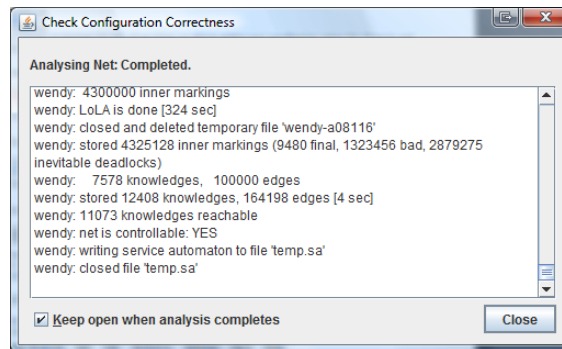 Check Configuration Correctness
Analysing Net: Completed.
wendy:  4300000 inner markings
wendy: LoLA is done [324 sec]
wendy: closed and deleted temporary file 'wendy-a08116'
wendy: stored 4325128 inner markings (9480 final, 1323456 bad, 2879275
inevitable deadlocks)
wendy:    7578 knowledges,   100000 edges
wendy: stored 12408 knowledges, 164198 edges [4 sec]
wendy: 11073 knowledges reachable
wendy: net is controllable: YES
wendy: writing service automaton to file 'temp.sa'
wendy: closed file 'temp.sa'
Keep open when analysis completes
Close